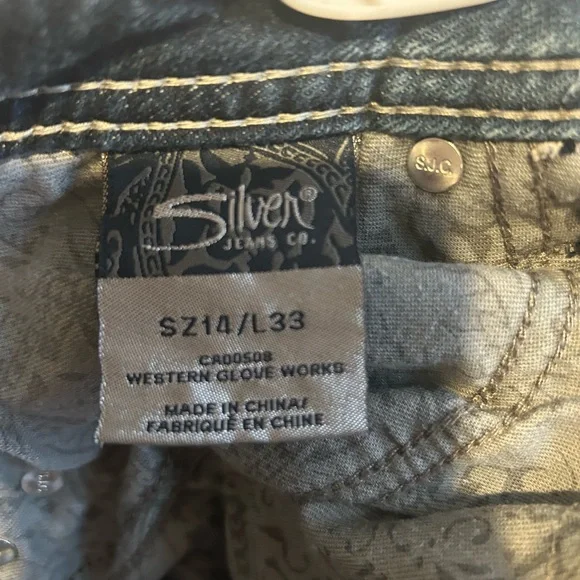 Silver®
JEANS CO.
S.J.C.
SZ14/L33
CA00508
WESTERN GLOVE WORKS
MADE IN CHINA/
FABRIQUÉ EN CHINE